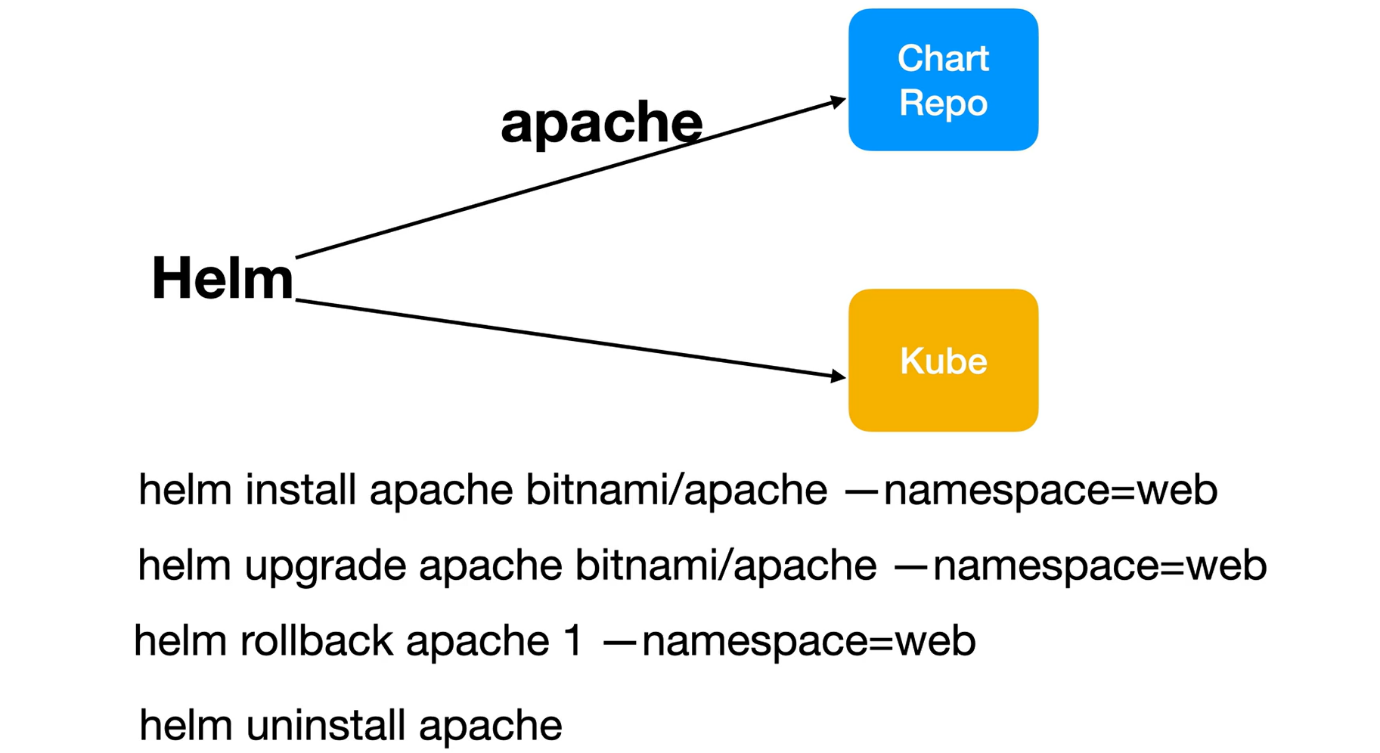 Chart
Repo
apache
Helm
Kube
helm install apache bitnami/apache —namespace=web
helm upgrade apache bitnami/apache —namespace=web
helm rollback apache 1 —namespace=web
helm uninstall apache